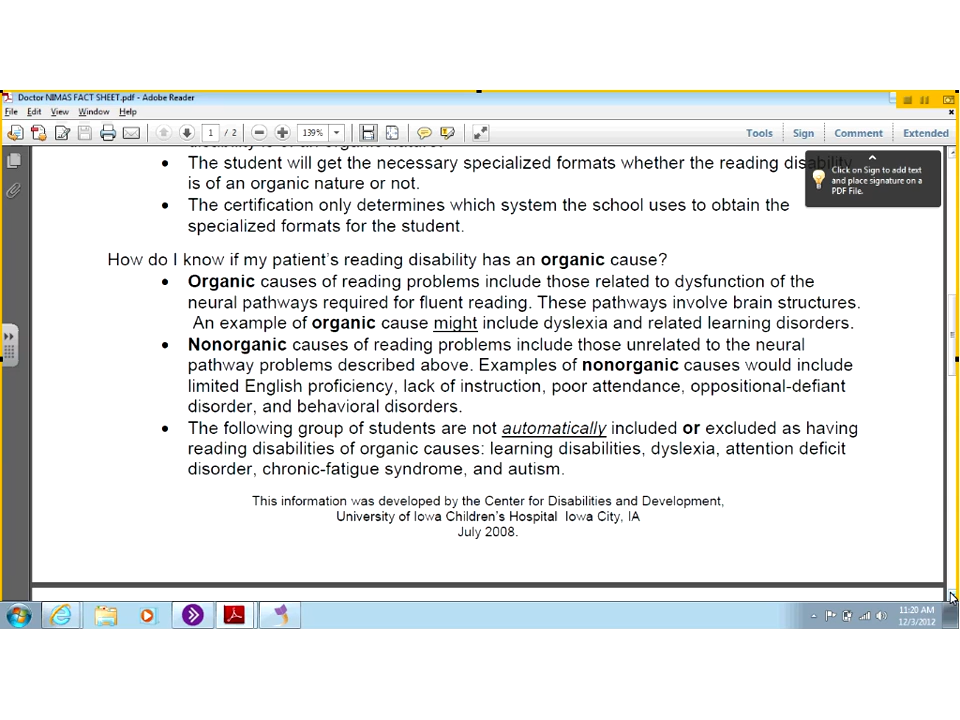 Doctor NIMAS FACT SHEET.pdf - Adobe Reader
File Edit View Window Help
1 / 2 139% Tools Sign Comment Extended
Click on Sign to add text
and place signature on a
PDF File.
• The student will get the necessary specialized formats whether the reading disability
is of an organic nature or not.
• The certification only determines which system the school uses to obtain the
specialized formats for the student.
How do I know if my patient's reading disability has an organic cause?
• Organic causes of reading problems include those related to dysfunction of the
neural pathways required for fluent reading. These pathways involve brain structures.
An example of organic cause might include dyslexia and related learning disorders.
• Nonorganic causes of reading problems include those unrelated to the neural
pathway problems described above. Examples of nonorganic causes would include
limited English proficiency, lack of instruction, poor attendance, oppositional-defiant
disorder, and behavioral disorders.
• The following group of students are not automatically included or excluded as having
reading disabilities of organic causes: learning disabilities, dyslexia, attention deficit
disorder, chronic-fatigue syndrome, and autism.
This information was developed by the Center for Disabilities and Development,
University of Iowa Children's Hospital Iowa City, IA
July 2008.
11:20 AM
12/3/2012